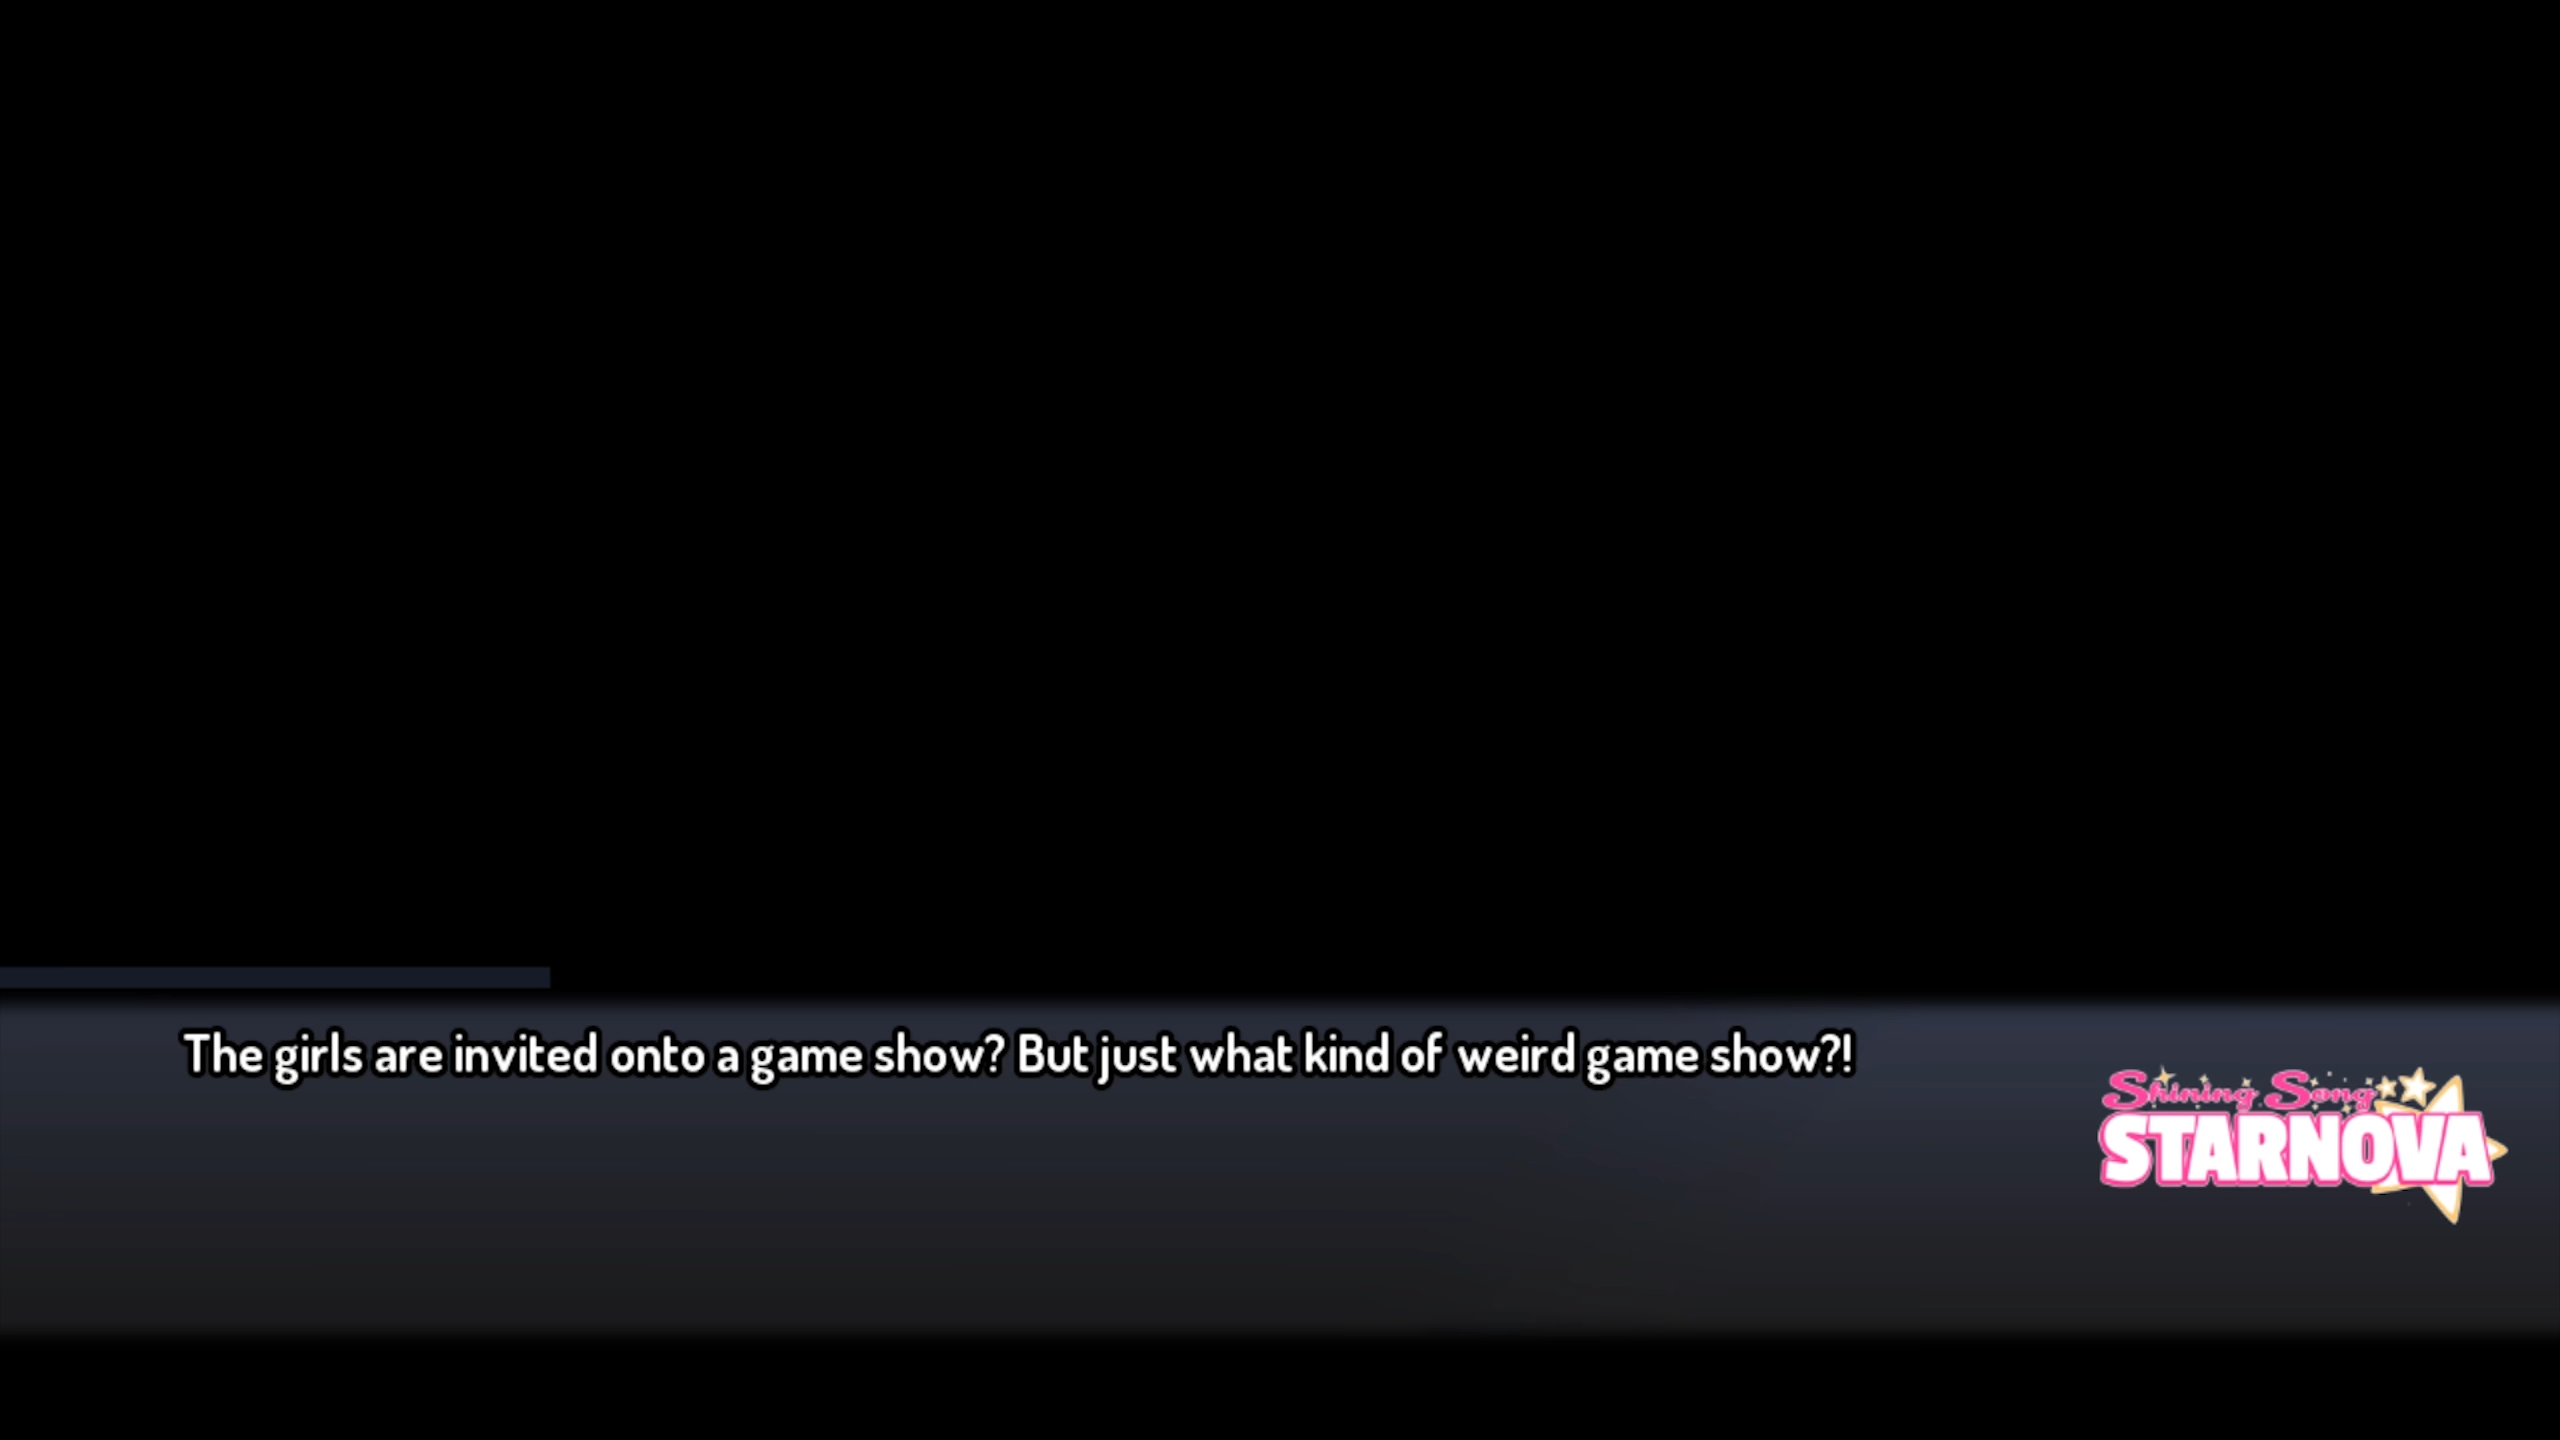 The girls are invited onto a game show? But just what kind of weird game show?!
Shining Song
STARNOVA